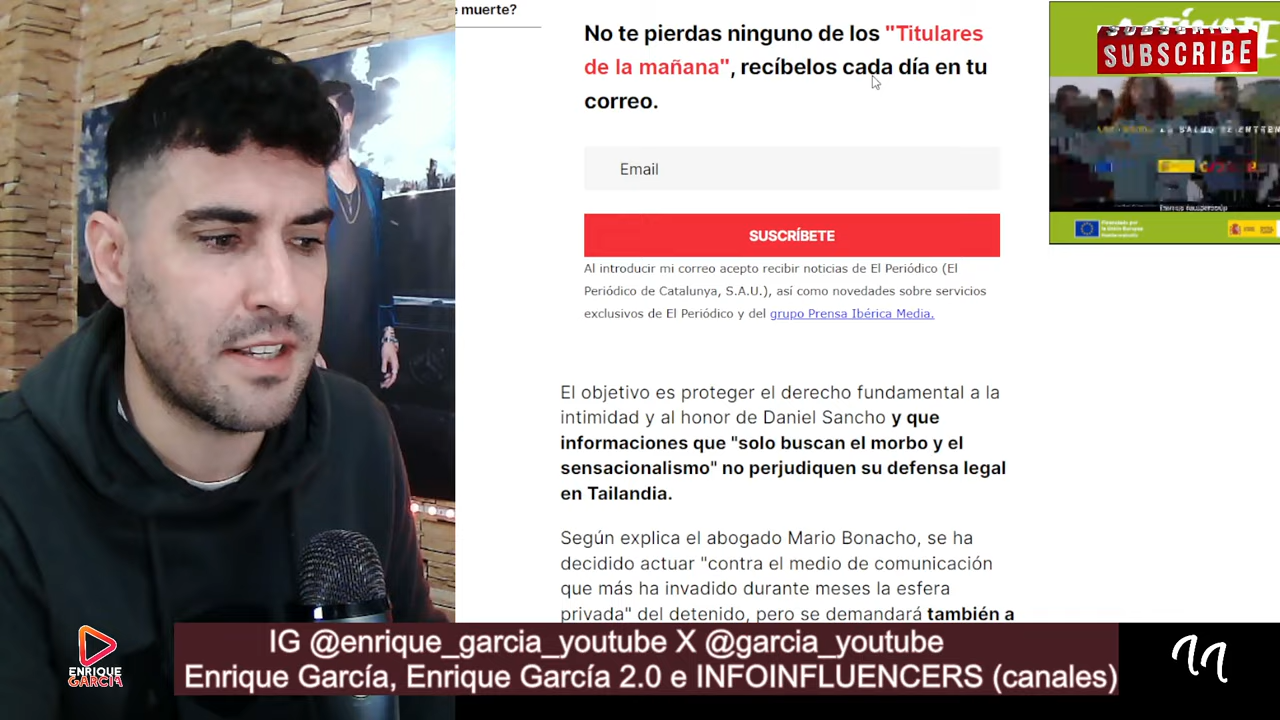 e muerte?
No te pierdas ninguno de los "Titulares
de la mañana", recíbelos cada día en tu
correo.
Email
SUSCRÍBETE
Al introducir mi correo acepto recibir noticias de El Periódico (El
Periódico de Catalunya, S.A.U.), así como novedades sobre servicios
exclusivos de El Periódico y del grupo Prensa Ibérica Media.
El objetivo es proteger el derecho fundamental a la
intimidad y al honor de Daniel Sancho y que
informaciones que "solo buscan el morbo y el
sensacionalismo" no perjudiquen su defensa legal
en Tailandia.
Según explica el abogado Mario Bonacho, se ha
decidido actuar "contra el medio de comunicación
que más ha invadido durante meses la esfera
privada" del detenido, pero se demandará también a
SUBSCRIBE
IG @enrique_garcia_youtube X @garcia_youtube
Enrique García, Enrique García 2.0 e INFOINFLUENCERS (canales)
ENRIQUE
GARCÍA